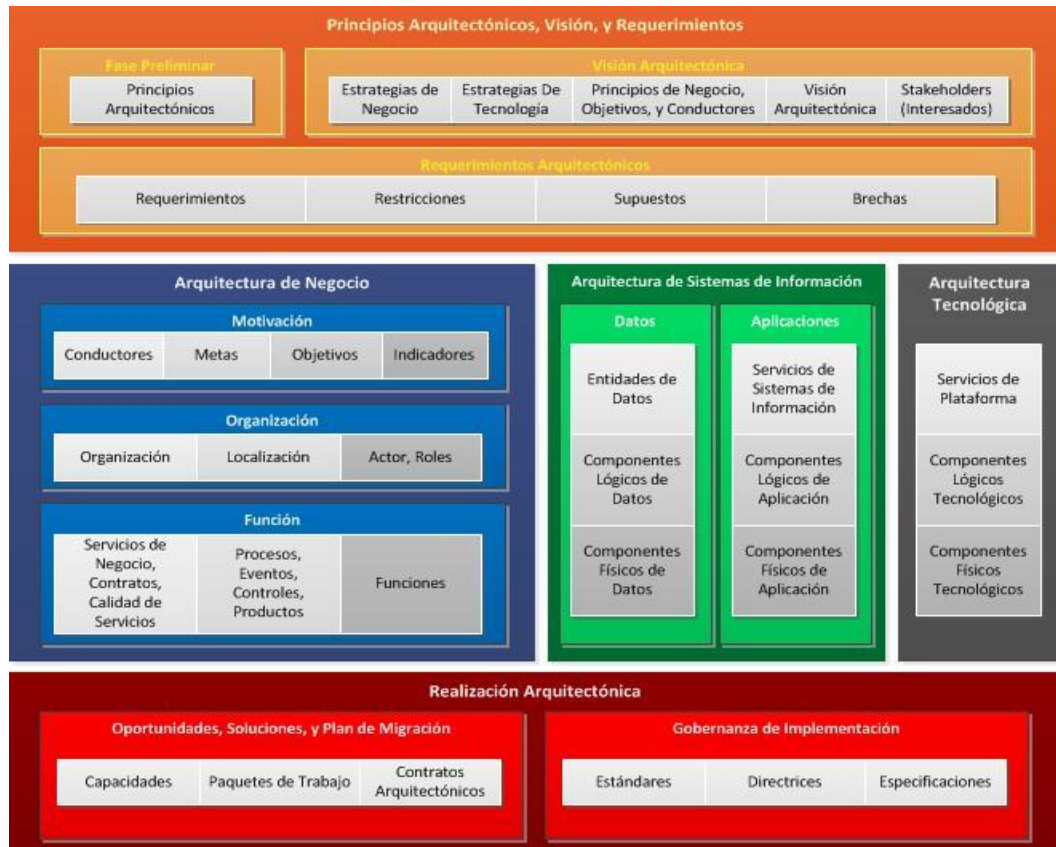 Principios Arquitectónicos, Visión, y Requerimientos
Fase Preliminar
Principios
Arquitectónicos
Visión Arquitectónica
Estrategias de
Negocio
Estrategias De
Tecnología
Principios de Negocio,
Objetivos, y Conductores
Visión
Arquitectónica
Stakeholders
(Interesados)
Requerimientos Arquitectónicos
Requerimientos
Restricciones
Supuestos
Brechas
Arquitectura de Negocio
Motivación
Conductores
Metas
Objetivos
Indicadores
Organización
Organización
Localización
Actor, Roles
Función
Servicios de
Negocio,
Contratos,
Calidad de
Servicios
Procesos,
Eventos,
Controles,
Productos
Funciones
Arquitectura de Sistemas de Información
Datos
Entidades de
Datos
Componentes
Lógicos de
Datos
Componentes
Físicos de
Datos
Aplicaciones
Servicios de
Sistemas de
Información
Componentes
Lógicos de
Aplicación
Componentes
Físicos de
Aplicación
Arquitectura
Tecnológica
Servicios de
Plataforma
Componentes
Lógicos
Tecnológicos
Componentes
Físicos
Tecnológicos
Realización Arquitectónica
Oportunidades, Soluciones, y Plan de Migración
Capacidades
Paquetes de Trabajo
Contratos
Arquitectónicos
Gobernanza de Implementación
Estándares
Directrices
Especificaciones